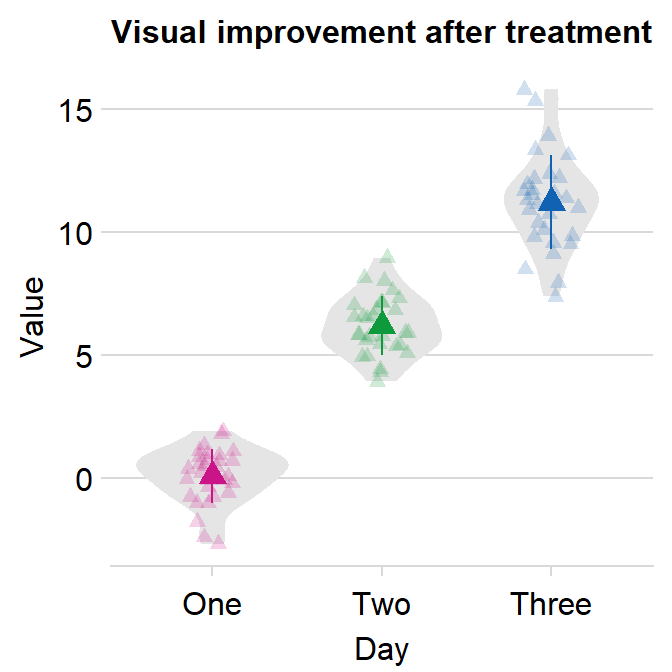 Visual improvement after treatment
15
10
5
0
Value
One Two Three
Day